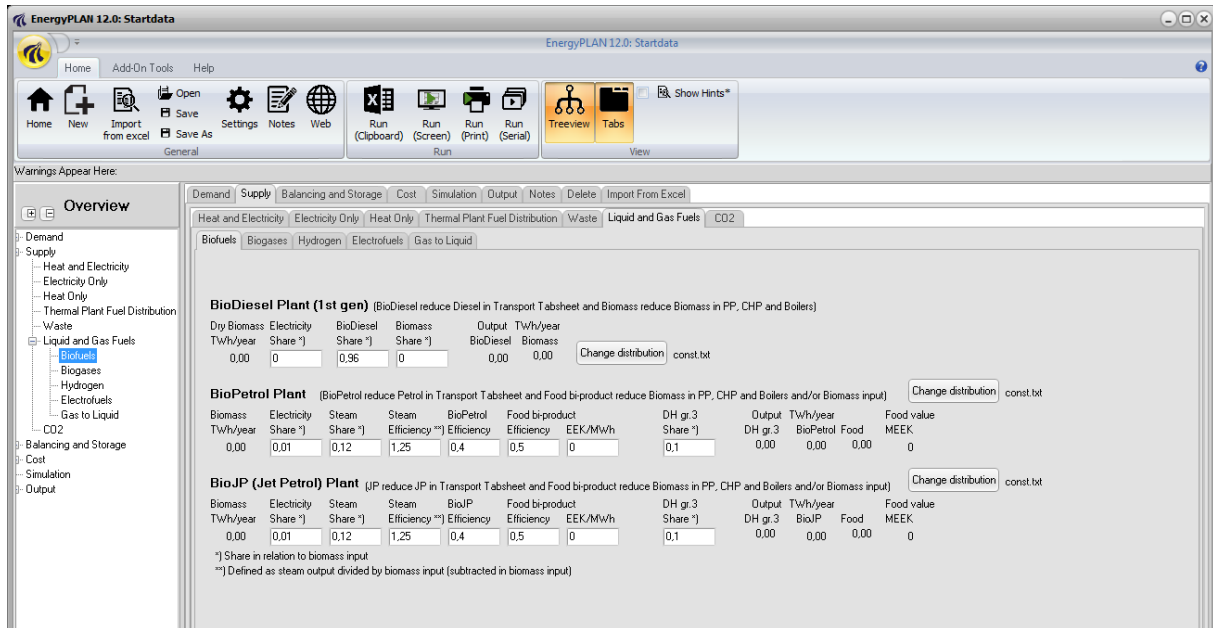 EnergyPLAN 12.0: Startdata
EnergyPLAN 12.0: Startdata
Home Add-On Tools Help
Home New Import from excel Open Save Save As Settings Notes Web Run (Clipboard) Run (Screen) Run (Print) Run (Serial) Treeview Tabs Show Hints*
General Run View
Warnings Appear Here:
Overview
Demand
Supply
Heat and Electricity
Electricity Only
Heat Only
Thermal Plant Fuel Distribution
Waste
Liquid and Gas Fuels
Biofuels
Biogases
Hydrogen
Electrofuels
Gas to Liquid
CO2
Balancing and Storage
Cost
Simulation
Output
Demand Supply Balancing and Storage Cost Simulation Output Notes Delete Import From Excel
Heat and Electricity Electricity Only Heat Only Thermal Plant Fuel Distribution Waste Liquid and Gas Fuels CO2
Biofuels Biogases Hydrogen Electrofuels Gas to Liquid
BioDiesel Plant (1st gen) (BioDiesel reduce Diesel in Transport Tabsheet and Biomass reduce Biomass in PP, CHP and Boilers)
Dry Biomass Electricity BioDiesel Biomass Output TWh/year
TWh/year Share *) Share *) Share *) BioDiesel Biomass
0,00 0 0,96 0 0,00 0,00 Change distribution const.txt
BioPetrol Plant (BioPetrol reduce Petrol in Transport Tabsheet and Food bi-product reduce Biomass in PP, CHP and Boilers and/or Biomass input) Change distribution const.txt
Biomass Electricity Steam Steam BioPetrol Food bi-product DH gr.3 Output TWh/year Food value
TWh/year Share *) Share *) Efficiency **) Efficiency Efficiency EEK/MWh Share *) DH gr.3 BioPetrol Food MEEK
0,00 0,01 0,12 1,25 0,4 0,5 0 0,1 0,00 0,00 0,00 0
BioJP (Jet Petrol) Plant (JP reduce JP in Transport Tabsheet and Food bi-product reduce Biomass in PP, CHP and Boilers and/or Biomass input) Change distribution const.txt
Biomass Electricity Steam Steam BioJP Food bi-product DH gr.3 Output TWh/year Food value
TWh/year Share *) Share *) Efficiency **) Efficiency Efficiency EEK/MWh Share *) DH gr.3 BioJP Food MEEK
0,00 0,01 0,12 1,25 0,4 0,5 0 0,1 0,00 0,00 0,00 0
*) Share in relation to biomass input
**) Defined as steam output divided by biomass input (subtracted in biomass input)